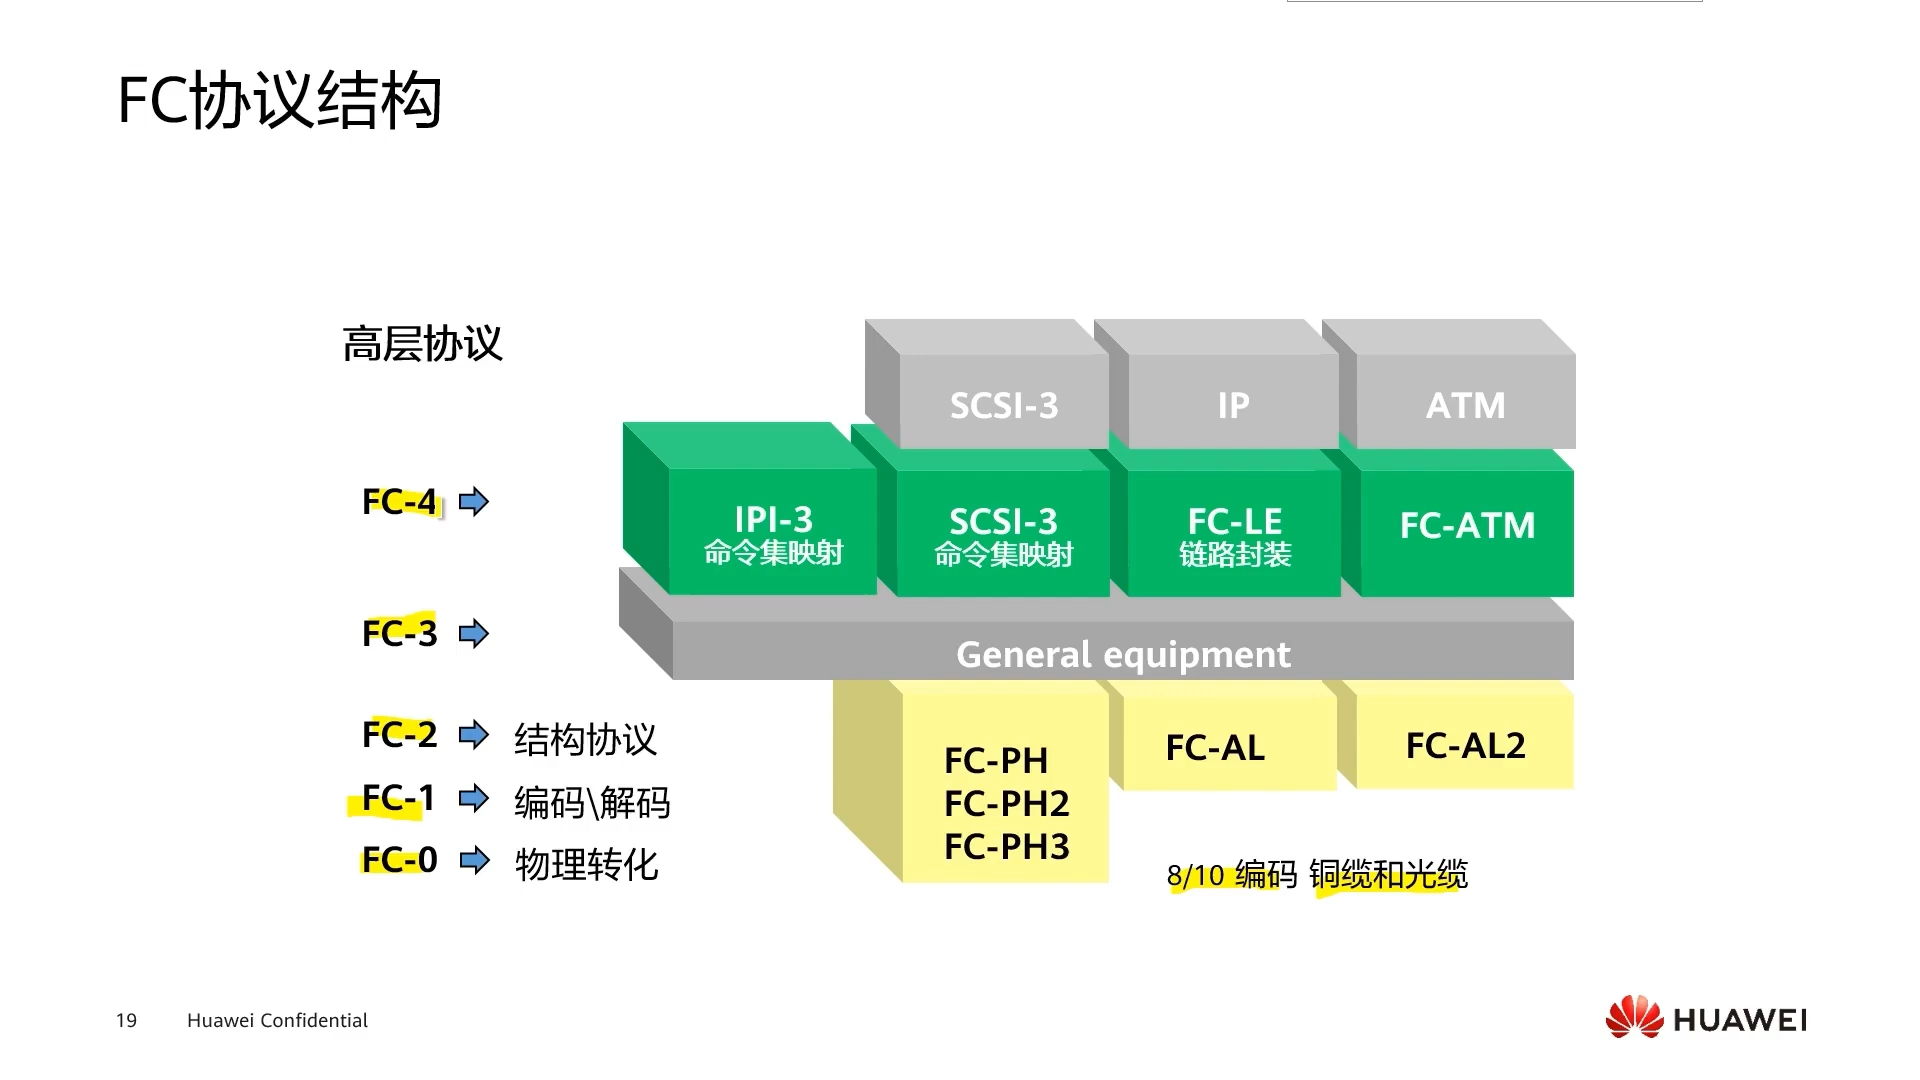 FC协议结构
高层协议
SCSI-3
IP
ATM
FC-4
IPI-3
命令集映射
SCSI-3
命令集映射
FC-LE
链路封装
FC-ATM
FC-3
General equipment
FC-2
结构协议
FC-1
编码\解码
FC-0
物理转化
FC-PH
FC-PH2
FC-PH3
FC-AL
FC-AL2
8/10 编码 铜缆和光缆
19
Huawei Confidential
HUAWEI